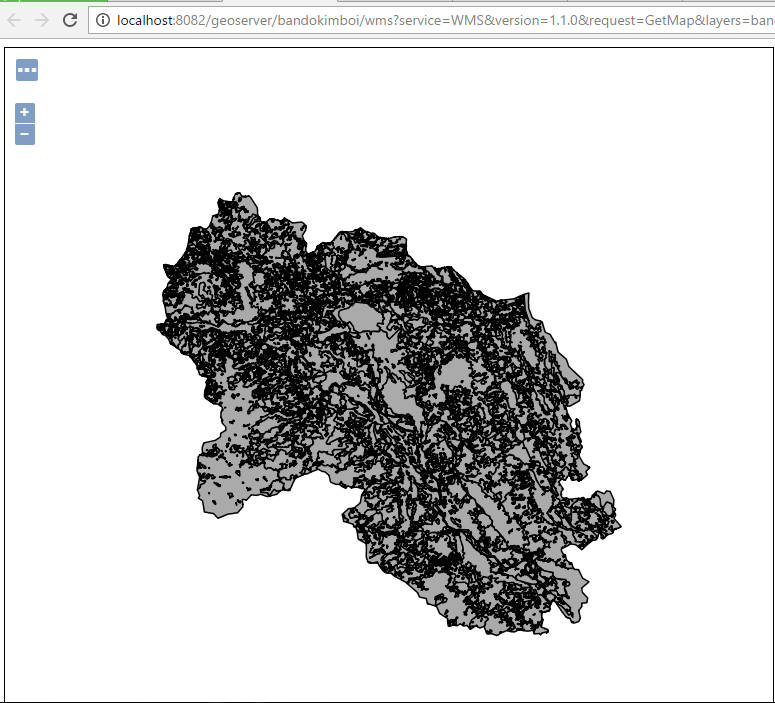 localhost:8082/geoserver/bandokimboi/wms?service=WMS&version=1.1.0&request=GetMap&layers=ban
+
−